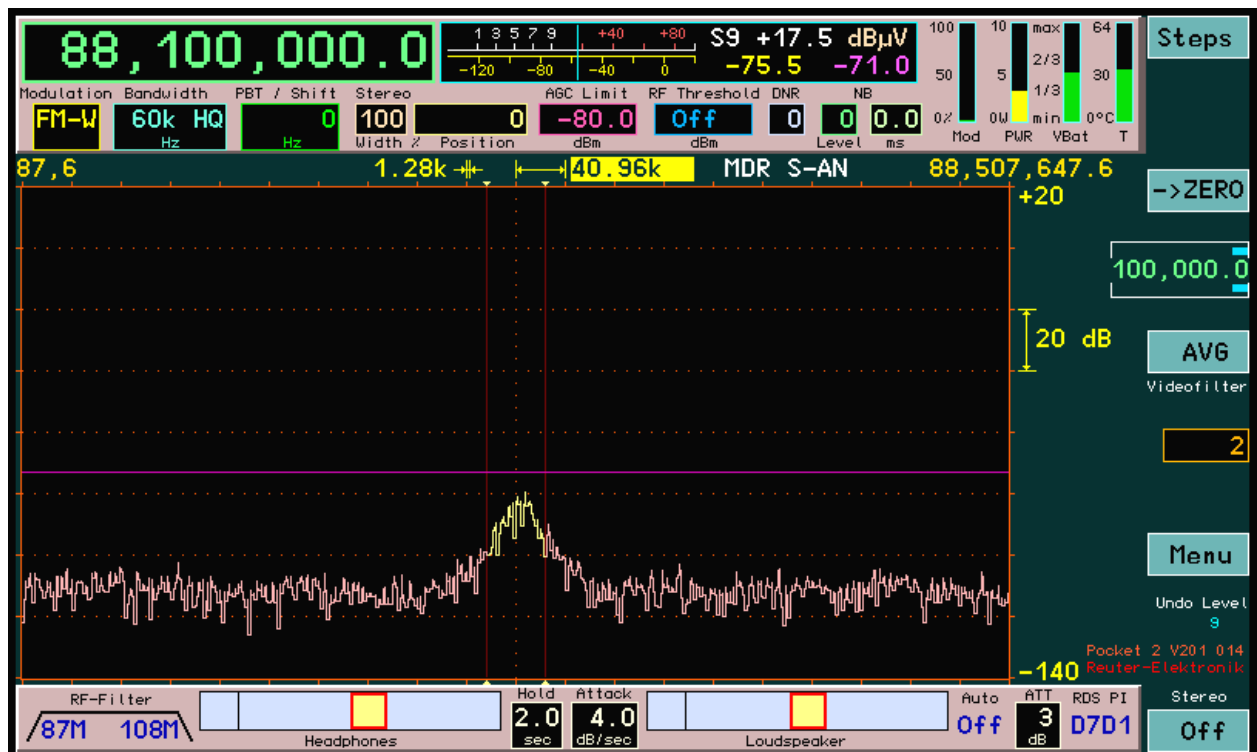 88,100,000.0
1 3 5 7 9 +40 +80
-120 -80 -40 0
S9 +17.5 dBµV
-75.5 -71.0
100 10 max 64
50 5 2/3 30
1/3
0% 0W min 0°C
Mod PWR VBat T
Steps
Modulation Bandwidth PBT / Shift Stereo AGC Limit RF Threshold DNR NB
FM-W 60k HQ 0 100 0 -80.0 Off 0 0 0.0
Hz Hz Width % Position dBm dBm Level ms
87,6 1.28k 40.96k MDR S-AN 88,507,647.6
+20
->ZERO
100,000.0
20 dB
AVG
Videofilter
2
Menu
Undo Level
9
Pocket 2 V201 014
-140 Reuter-Elektronik
RF-Filter Hold Attack Auto ATT RDS PI Stereo
87M 108M 2.0 4.0 Off 3 D7D1 Off
Headphones sec dB/sec Loudspeaker dB